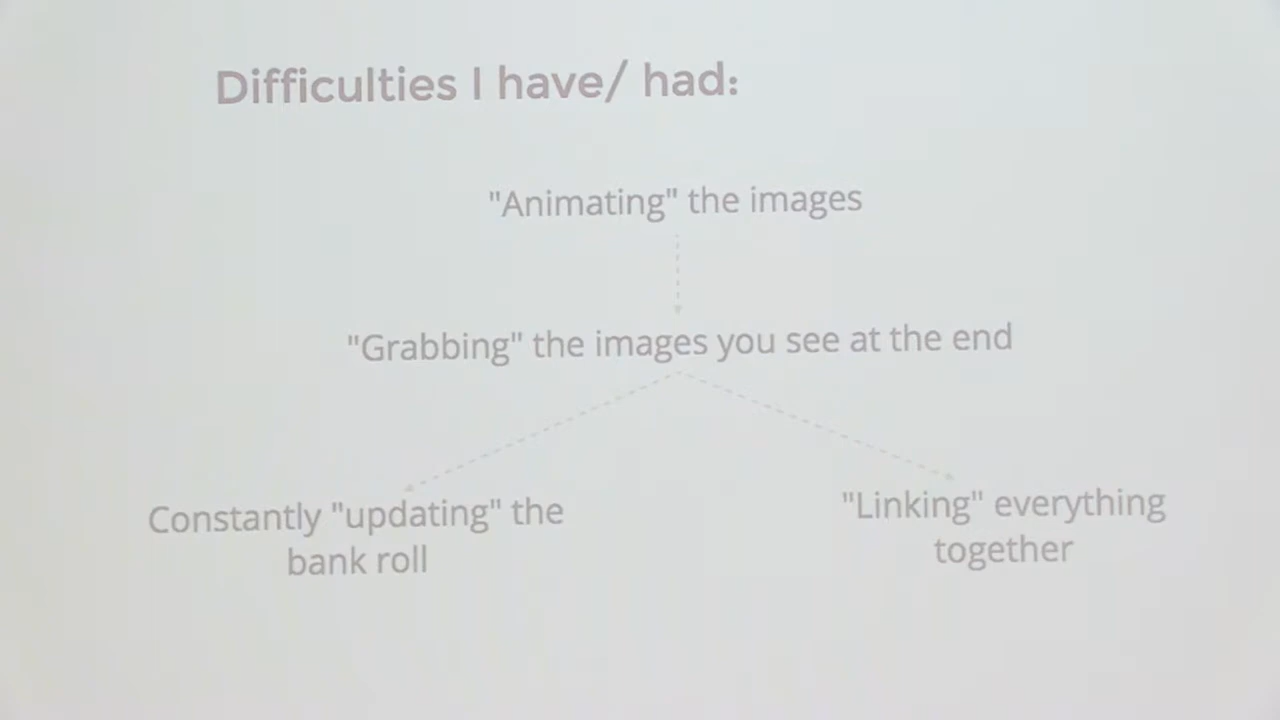 Difficulties I have/ had:
"Animating" the images
"Grabbing" the images you see at the end
Constantly "updating" the
bank roll
"Linking" everything
together